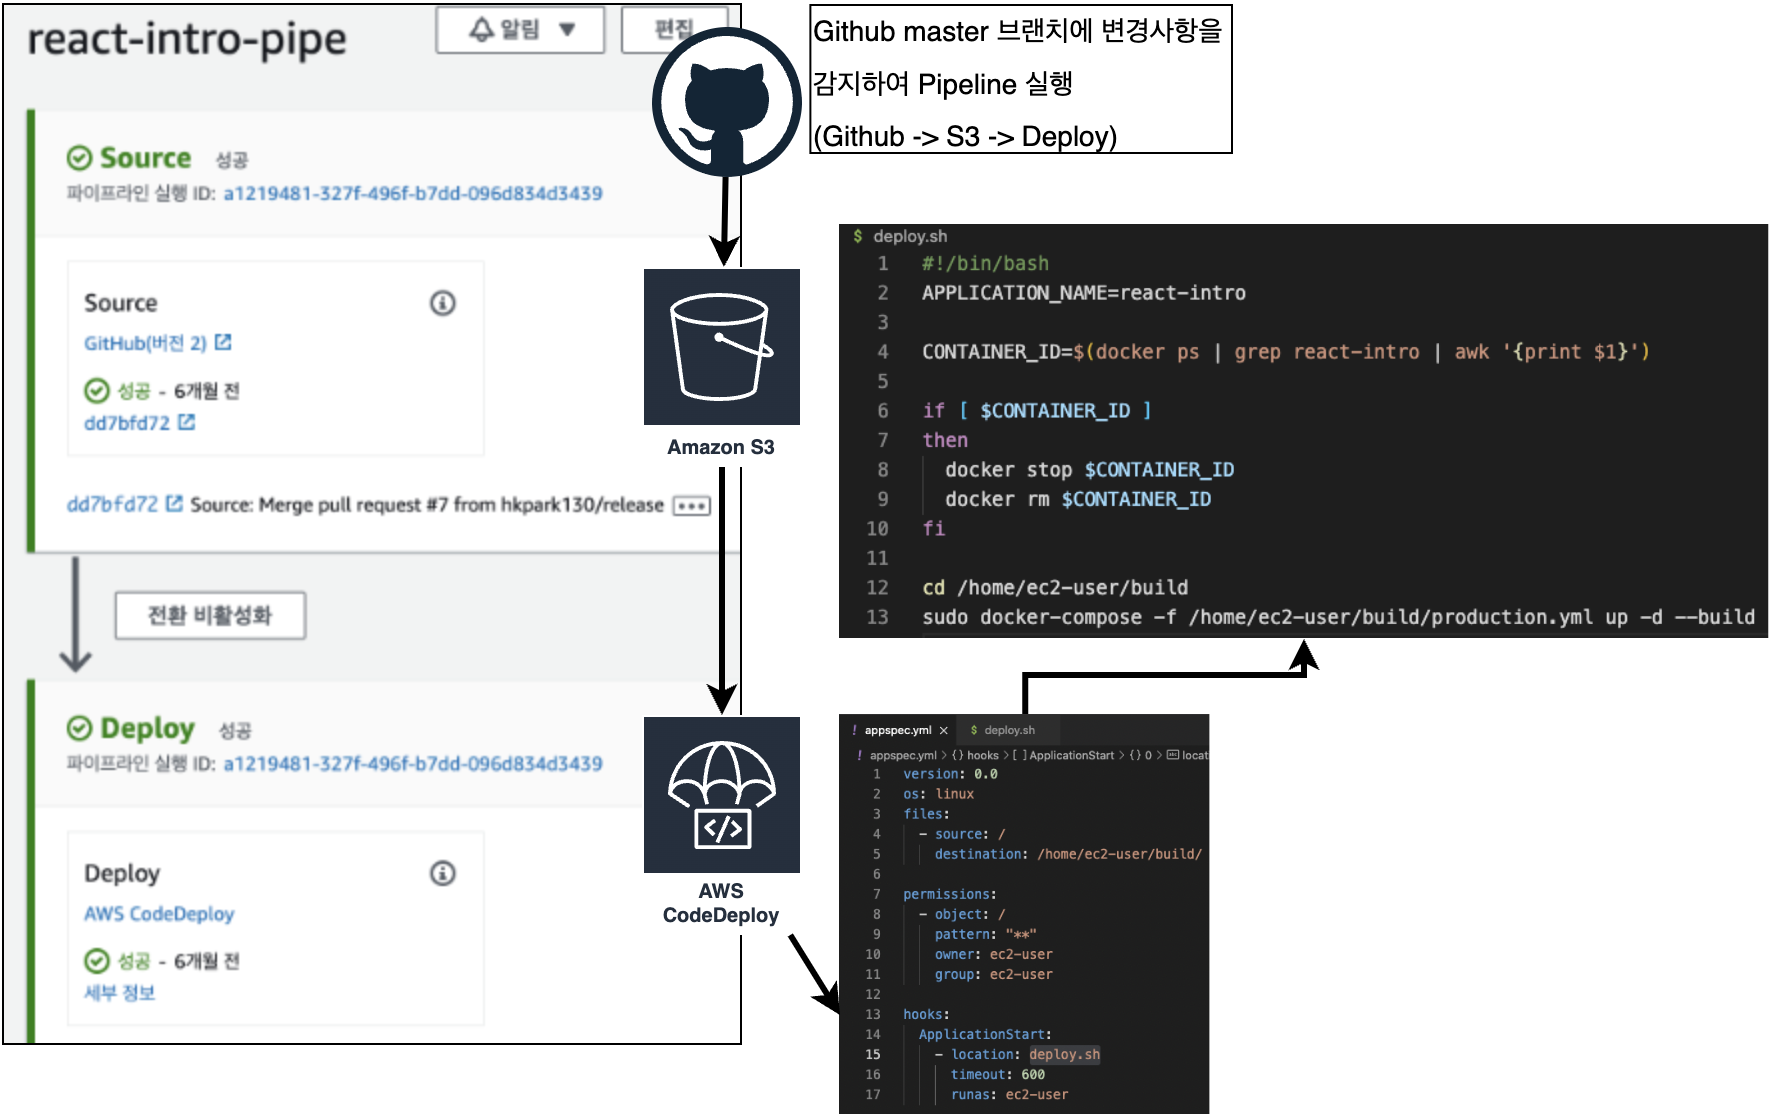 react-intro-pipe
알림
편집
Source 성공
파이프라인 실행 ID: a1219481-327f-496f-b7dd-096d834d3439
Source
GitHub(버전 2)
성공 - 6개월 전
dd7bfd72
dd7bfd72 Source: Merge pull request #7 from hkpark130/release
전환 비활성화
Deploy 성공
파이프라인 실행 ID: a1219481-327f-496f-b7dd-096d834d3439
Deploy
AWS CodeDeploy
성공 - 6개월 전
세부 정보
Github master 브랜치에 변경사항을
감지하여 Pipeline 실행
(Github -> S3 -> Deploy)
Amazon S3
AWS
CodeDeploy
$ deploy.sh
1 #!/bin/bash
2 APPLICATION_NAME=react-intro
3
4 CONTAINER_ID=$(docker ps | grep react-intro | awk '{print $1}')
5
6 if [ $CONTAINER_ID ]
7 then
8 docker stop $CONTAINER_ID
9 docker rm $CONTAINER_ID
10 fi
11
12 cd /home/ec2-user/build
13 sudo docker-compose -f /home/ec2-user/build/production.yml up -d --build
! appspec.yml × $ deploy.sh
! appspec.yml > {} hooks > [ ] ApplicationStart > {} 0 > abc locat
1 version: 0.0
2 os: linux
3 files:
4 - source: /
5 destination: /home/ec2-user/build/
6
7 permissions:
8 - object: /
9 pattern: "**"
10 owner: ec2-user
11 group: ec2-user
12
13 hooks:
14 ApplicationStart:
15 - location: deploy.sh
16 timeout: 600
17 runas: ec2-user